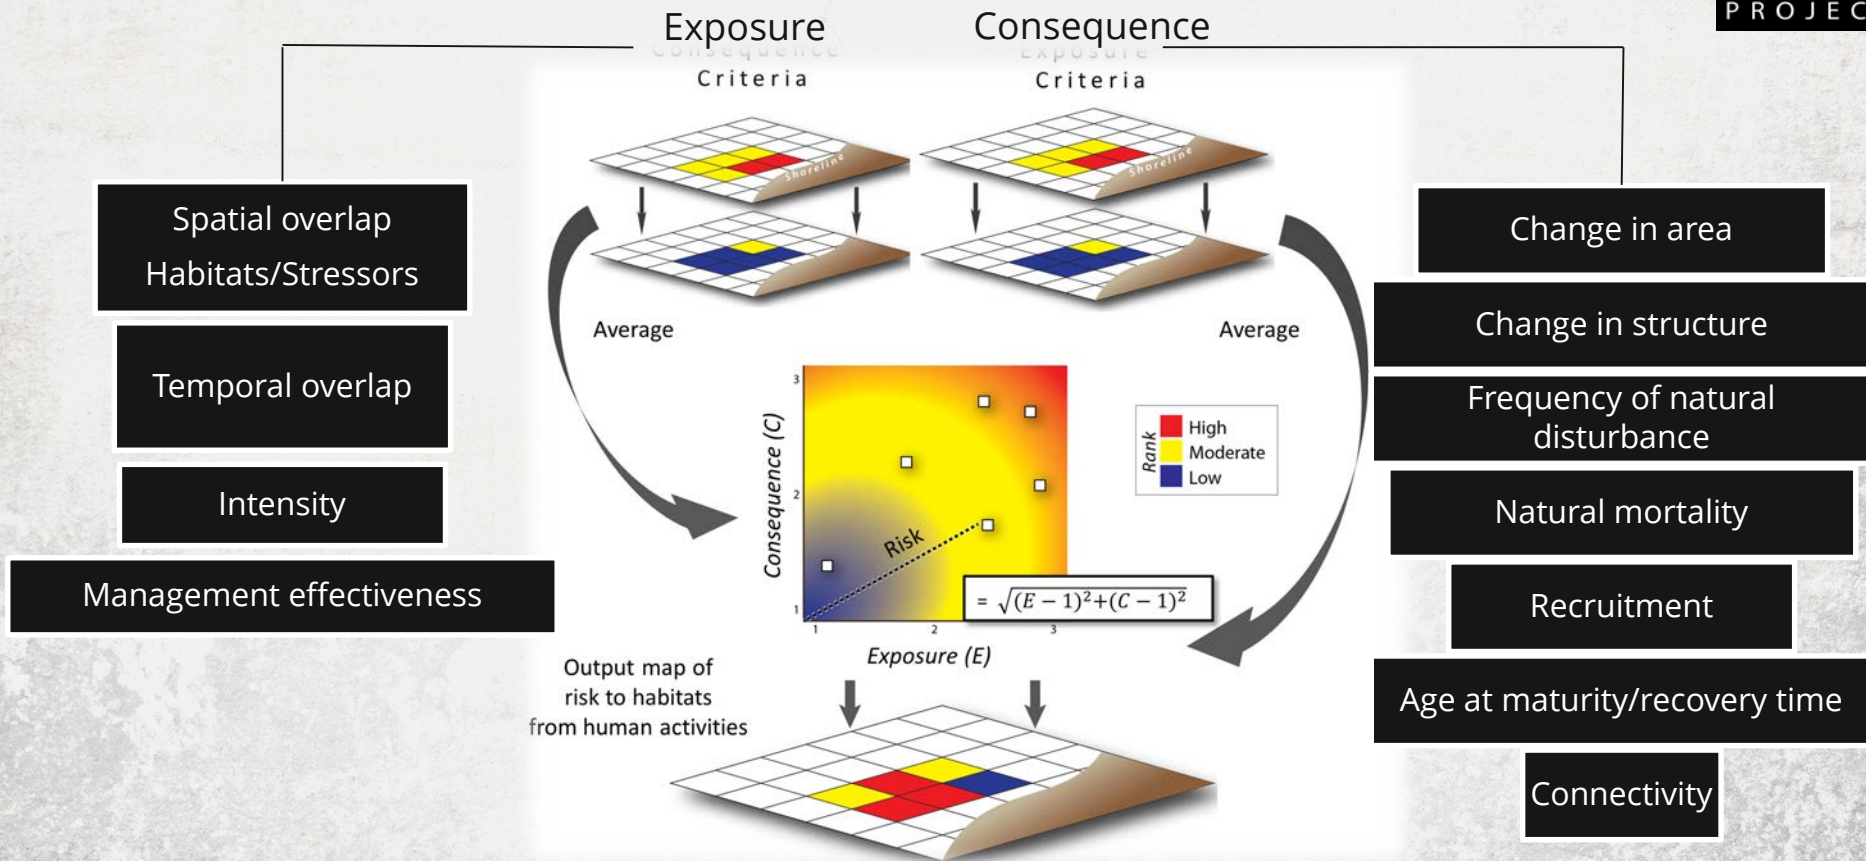 PROJEC
Exposure
Consequence
Consequence
Criteria
Exposure
Criteria
Shoreline
Shoreline
Spatial overlap
Habitats/Stressors
Temporal overlap
Intensity
Management effectiveness
Average
Average
Change in area
Change in structure
Frequency of natural
disturbance
Natural mortality
Recruitment
Age at maturity/recovery time
Connectivity
Consequence (C)
3
2
1
1
2
3
Exposure (E)
Risk
= √(E − 1)²+(C − 1)²
Rank
High
Moderate
Low
Output map of
risk to habitats
from human activities